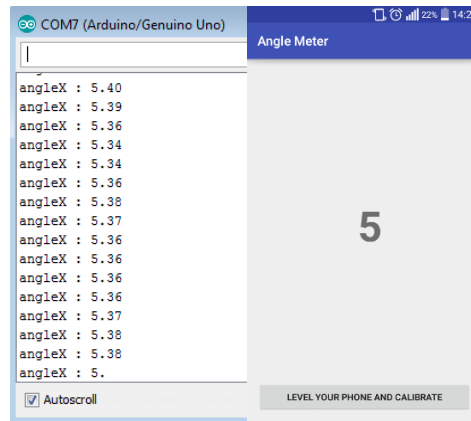 COM7 (Arduino/Genuino Uno)
angleX : 5.40
angleX : 5.39
angleX : 5.36
angleX : 5.34
angleX : 5.34
angleX : 5.36
angleX : 5.38
angleX : 5.37
angleX : 5.36
angleX : 5.36
angleX : 5.36
angleX : 5.36
angleX : 5.37
angleX : 5.38
angleX : 5.38
angleX : 5.
Autoscroll
22% 14:2
Angle Meter
5
LEVEL YOUR PHONE AND CALIBRATE